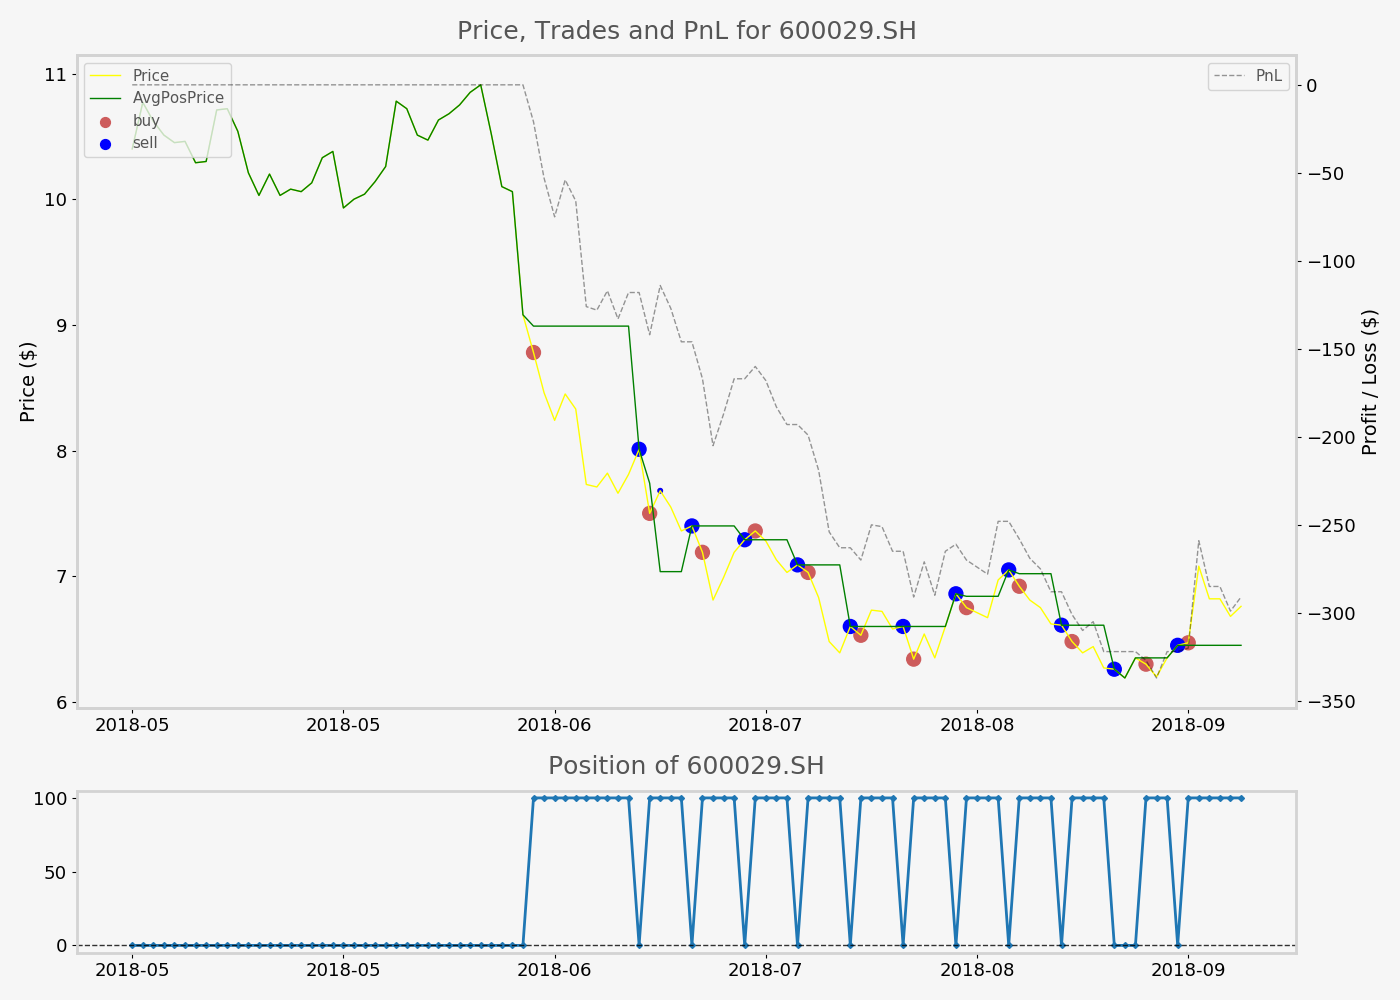 Price, Trades and PnL for 600029.SH
Price
AvgPosPrice
buy
sell
PnL
11
10
9
8
7
6
Price ($)
0
−50
−100
−150
−200
−250
−300
−350
Profit / Loss ($)
2018-05 2018-05 2018-06 2018-07 2018-08 2018-09
Position of 600029.SH
100
50
0
2018-05 2018-05 2018-06 2018-07 2018-08 2018-09